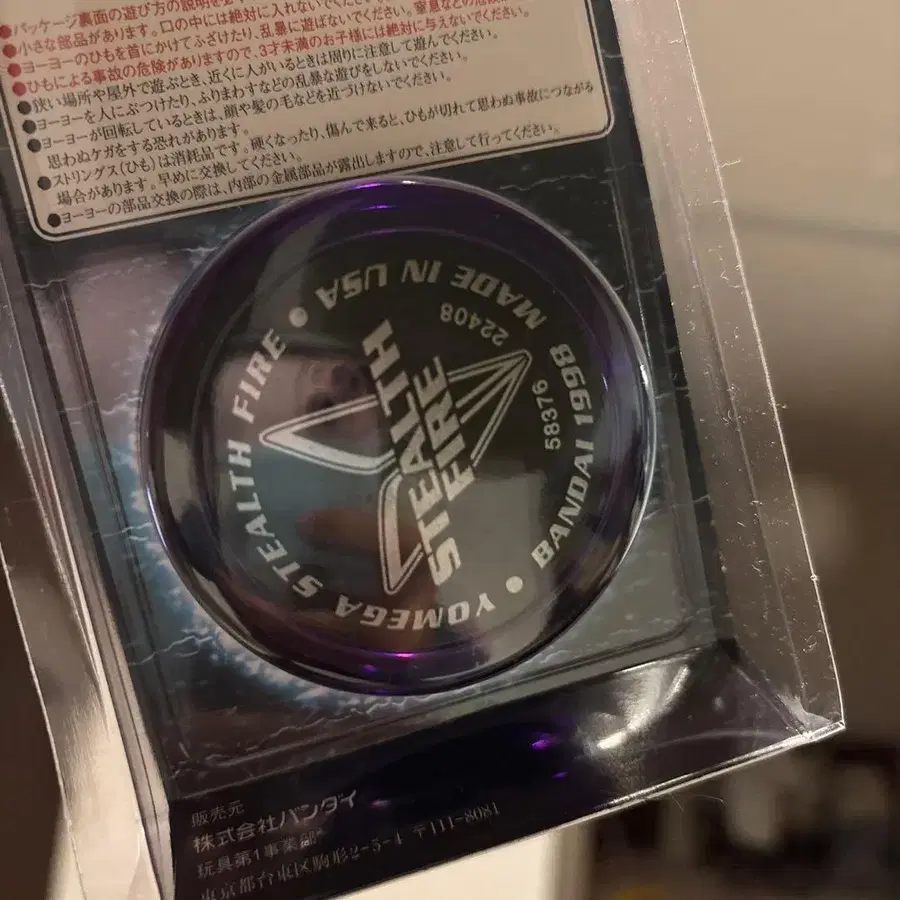 ●パッケージ裏面の遊び方の説明を必
●小さな部品があります。口の中には絶対に入れないでください。窒息などの危険
●ヨーヨーのひもを首にかけてふざけたり、乱暴に遊ばないでください。
●ひもによる事故の危険がありますので、3才未満のお子様には絶対に与えないでください。
●狭い場所や屋外で遊ぶとき、近くに人がいるときは周りに注意して遊んでください。
●ヨーヨーを人にぶつけたり、ふりまわすなどの乱暴な遊びをしないでください。
●ヨーヨーが回転しているときは、顔や髪の毛などを近づけないでください。
思わぬケガをする恐れがあります。
●ストリングス(ひも)は消耗品です。硬くなったり、傷んで来ると、ひもが切れて思わぬ事故につながる
場合があります。早めに交換してください。
●ヨーヨーの部品交換の際は、内部の金属部品が露出しますので、注意して行ってください。
YOMEGA STEALTH FIRE ● MADE IN USA
BANDAI 1998 ●
22408
58376
STEALTH
FIRE
販売元
株式会社バンダイ
玩具第1事業部
東京都台東区駒形2-5-4 〒111-8081